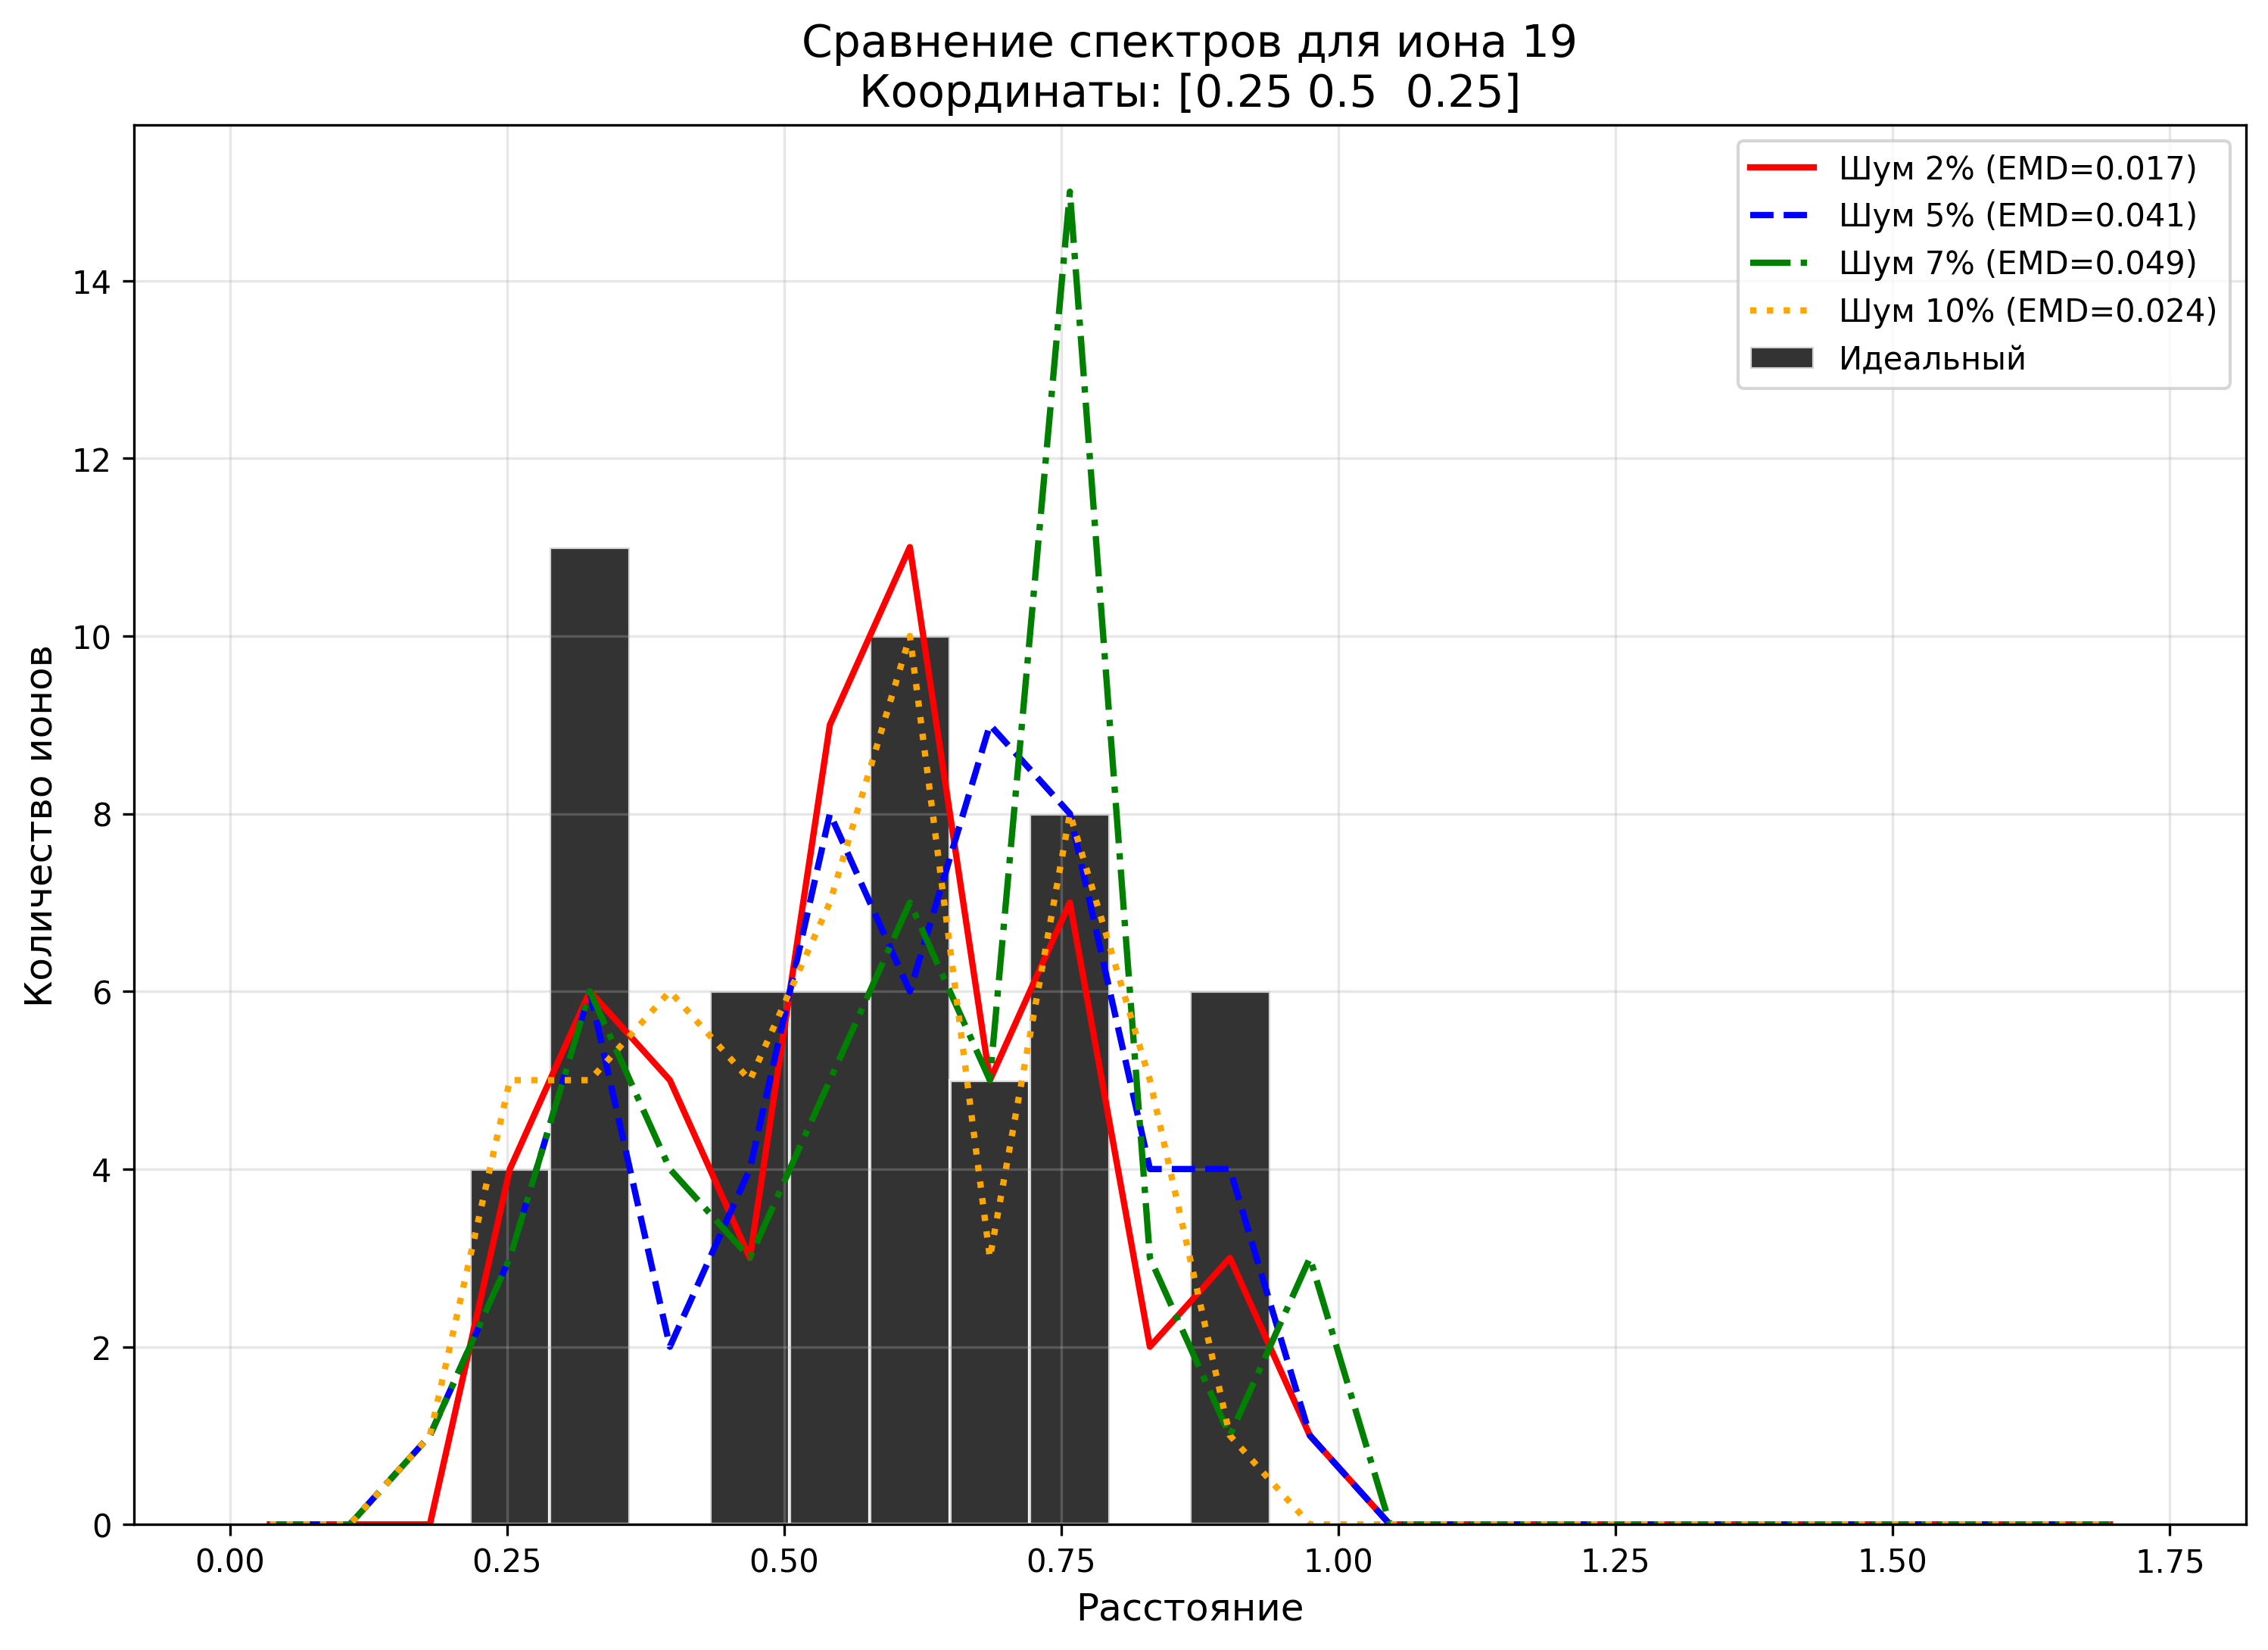 Сравнение спектров для иона 19
Координаты: [0.25 0.5  0.25]
Шум 2% (EMD=0.017)
Шум 5% (EMD=0.041)
Шум 7% (EMD=0.049)
Шум 10% (EMD=0.024)
Идеальный
Количество ионов
14
12
10
8
6
4
2
0
0.00 0.25 0.50 0.75 1.00 1.25 1.50 1.75
Расстояние